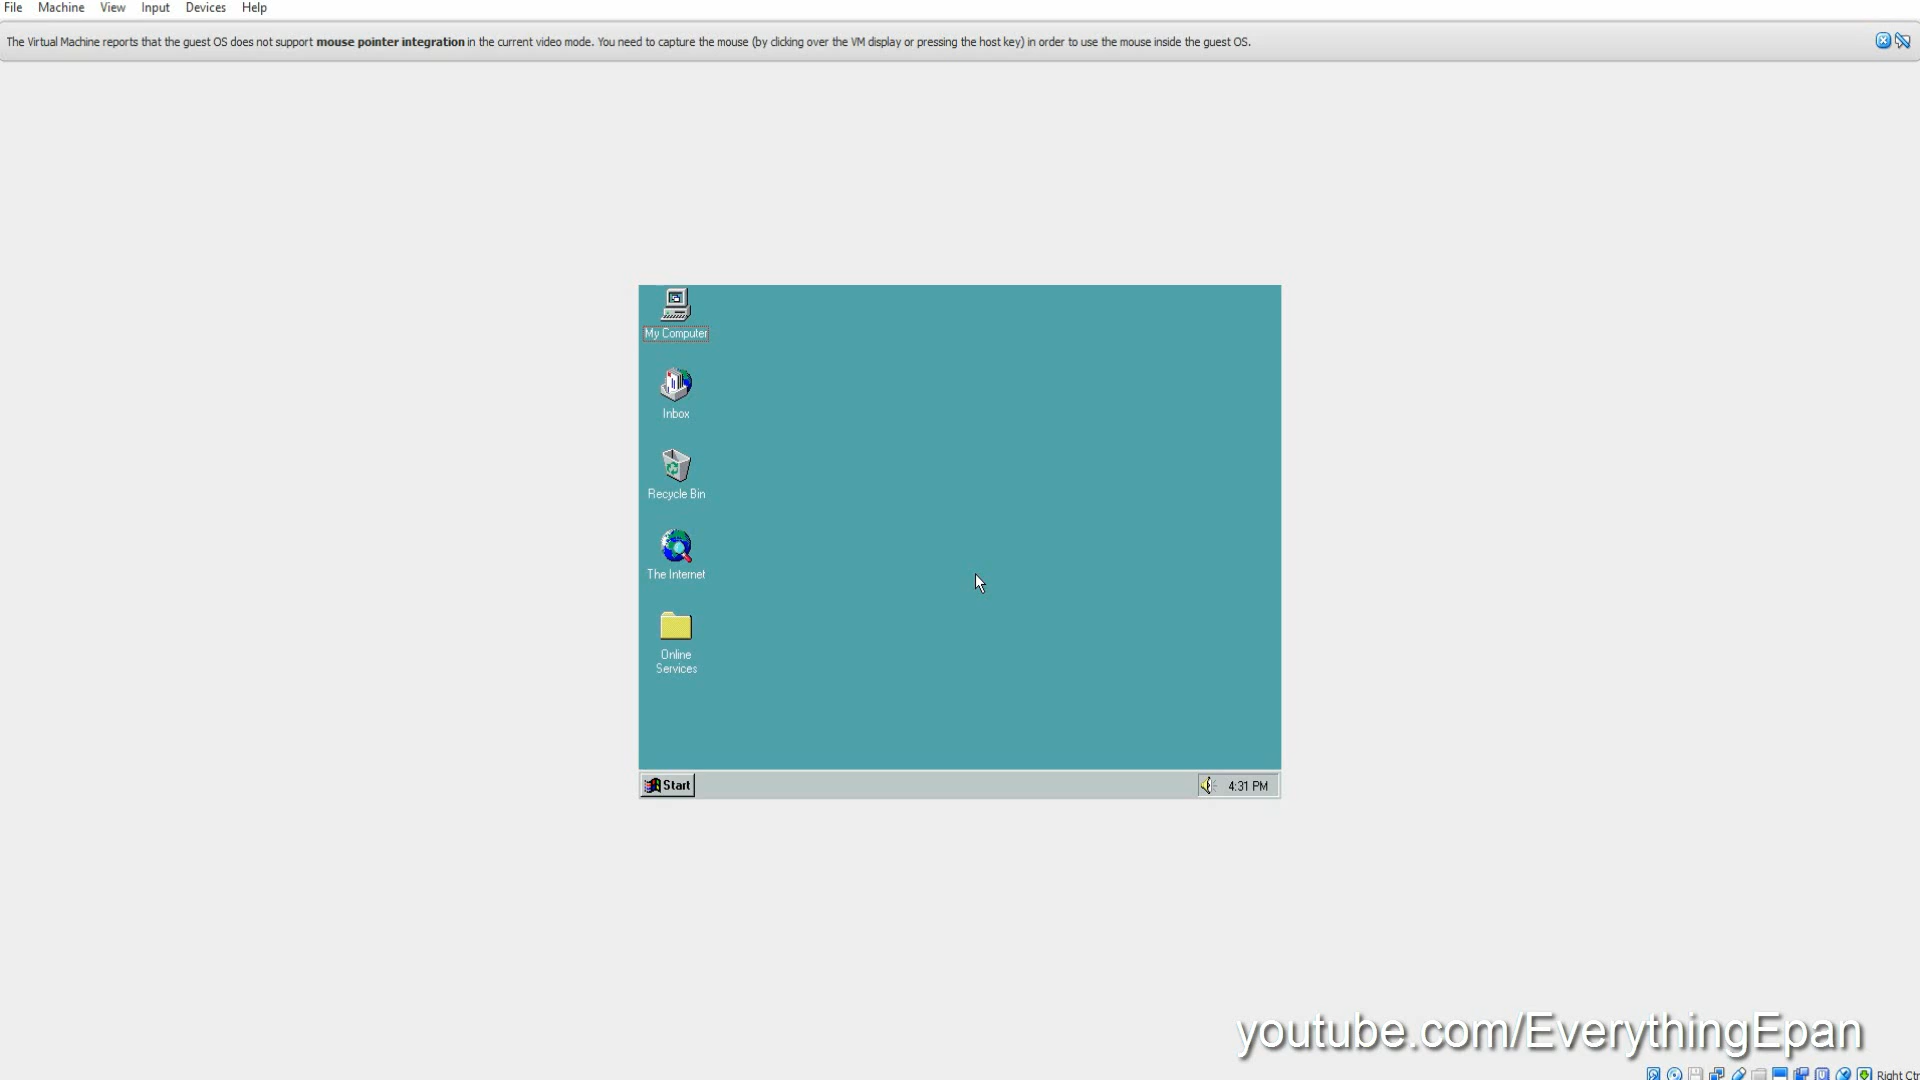 File Machine View Input Devices Help
The Virtual Machine reports that the guest OS does not support mouse pointer integration in the current video mode. You need to capture the mouse (by clicking over the VM display or pressing the host key) in order to use the mouse inside the guest OS.
My Computer
Inbox
Recycle Bin
The Internet
Online
Services
Start
4:31 PM
youtube.com/EverythingEpan
Right Ctr